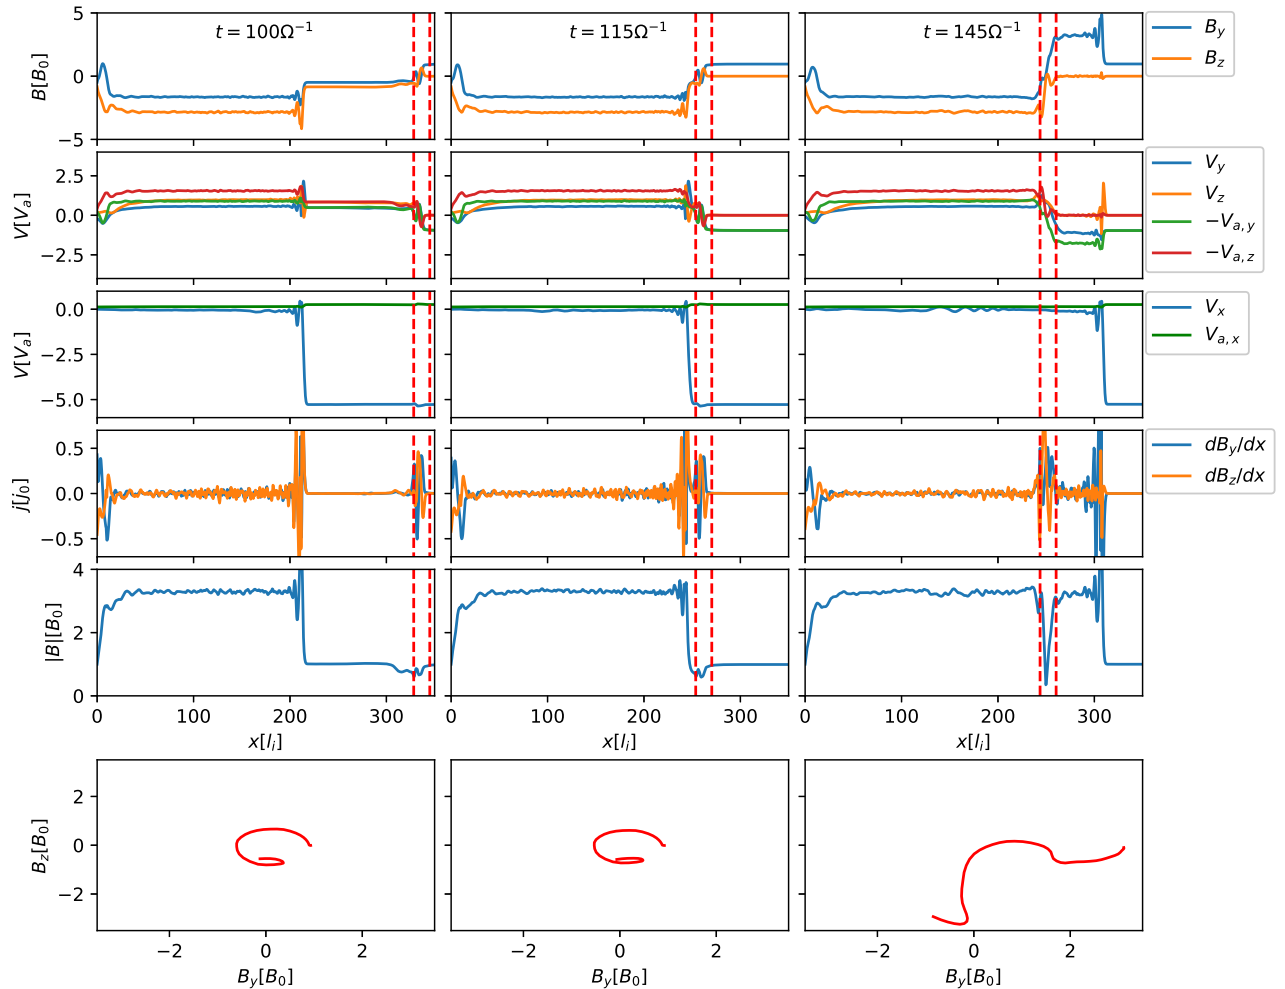 t = 100Ω⁻¹ t = 115Ω⁻¹ t = 145Ω⁻¹
B[B₀]
5
0
−5
B_y
B_z
V[V_a]
2.5
0.0
−2.5
V_y
V_z
−V_{a,y}
−V_{a,z}
V[V_a]
0.0
−2.5
−5.0
V_x
V_{a,x}
j[j₀]
0.5
0.0
−0.5
dB_y/dx
dB_z/dx
|B|[B₀]
4
2
0
0 100 200 300 0 100 200 300 0 100 200 300
x[l_i] x[l_i] x[l_i]
B_z[B₀]
2
0
−2
−2 0 2 −2 0 2 −2 0 2
B_y[B₀] B_y[B₀] B_y[B₀]